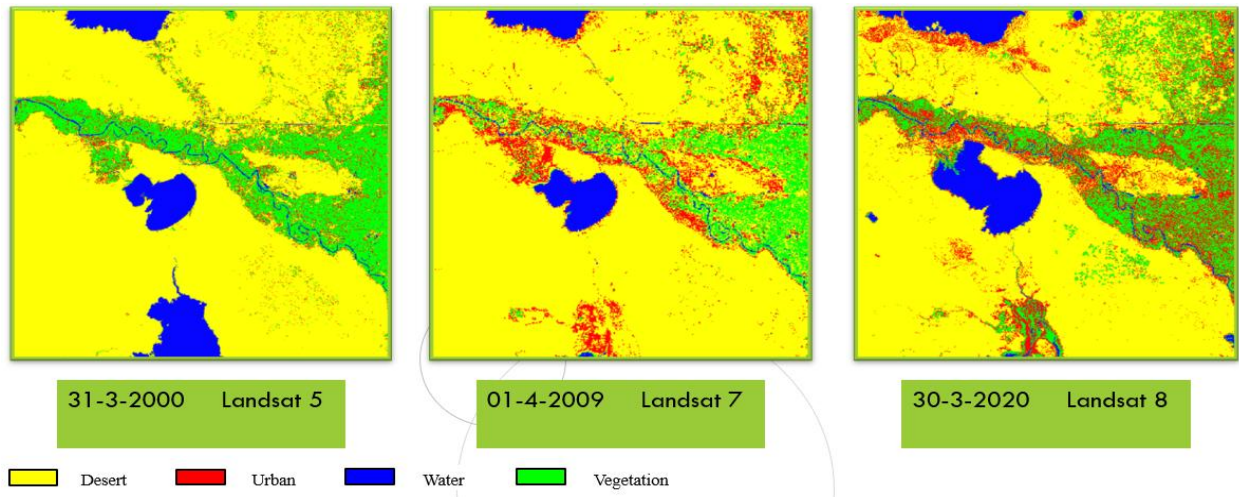 31-3-2000 Landsat 5
01-4-2009 Landsat 7
30-3-2020 Landsat 8
Desert Urban Water Vegetation